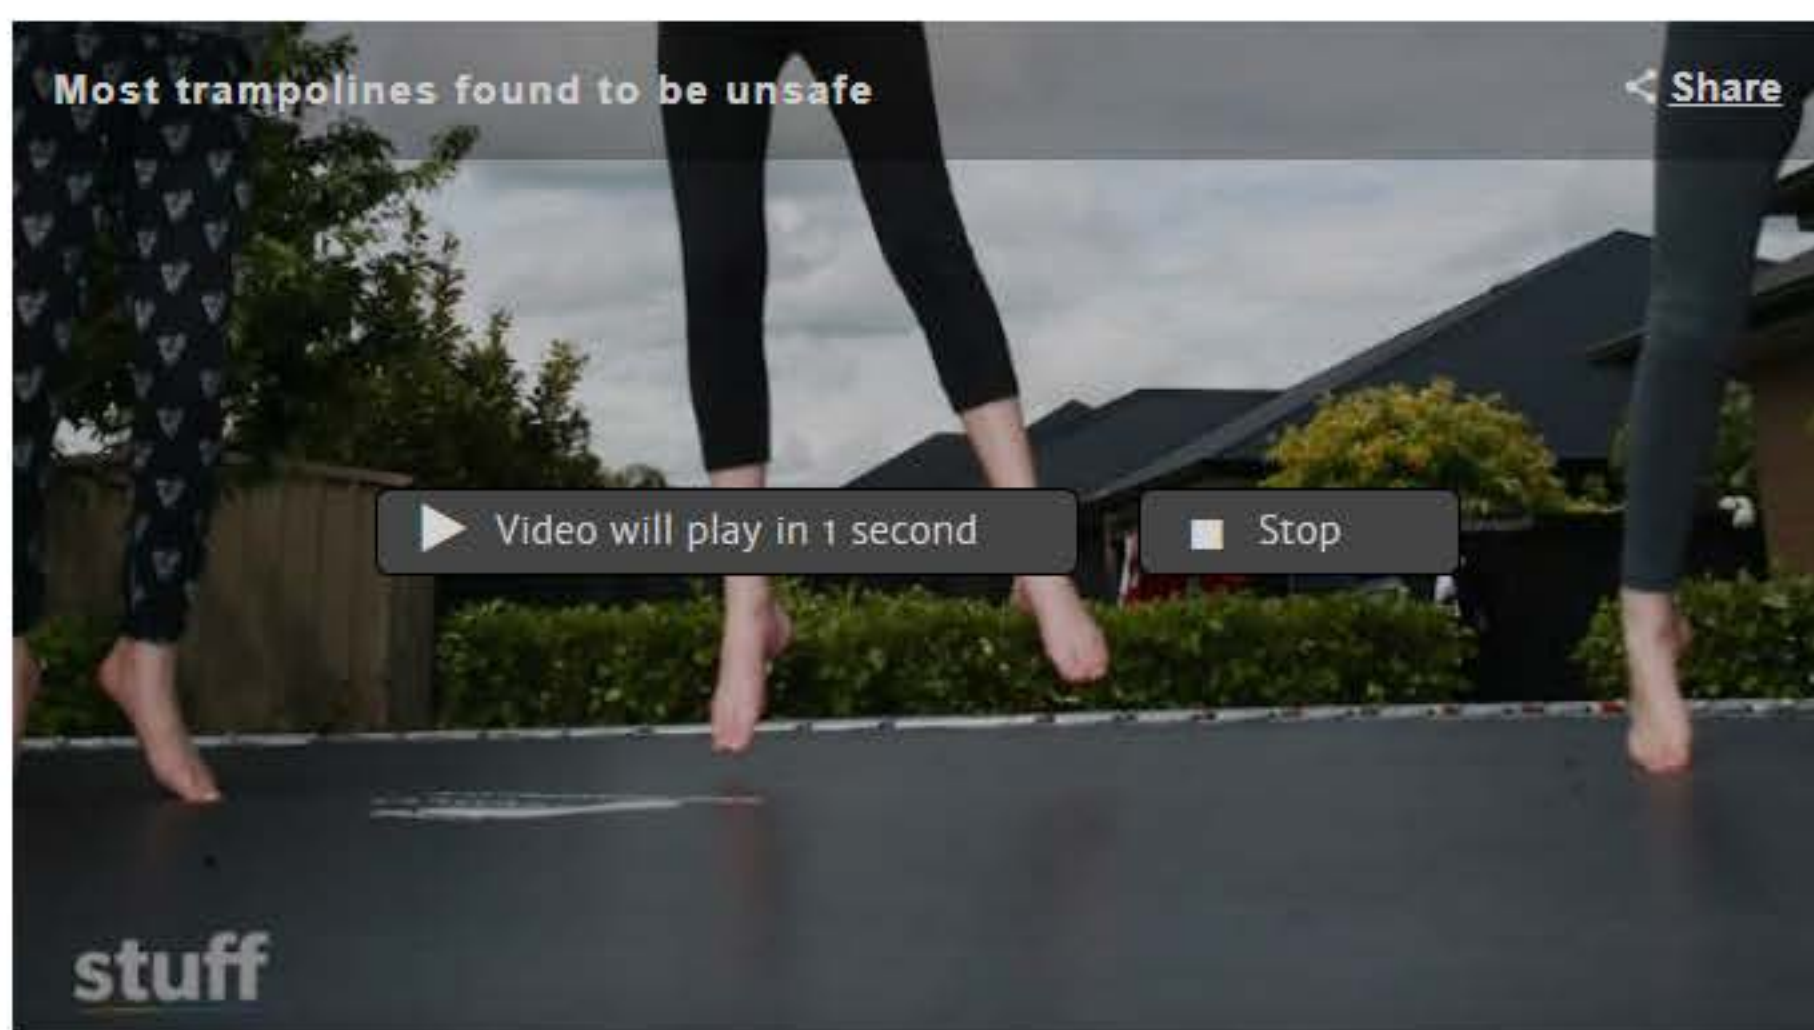 Most trampolines found to be unsafe
Share
Video will play in 1 second
Stop
stuff